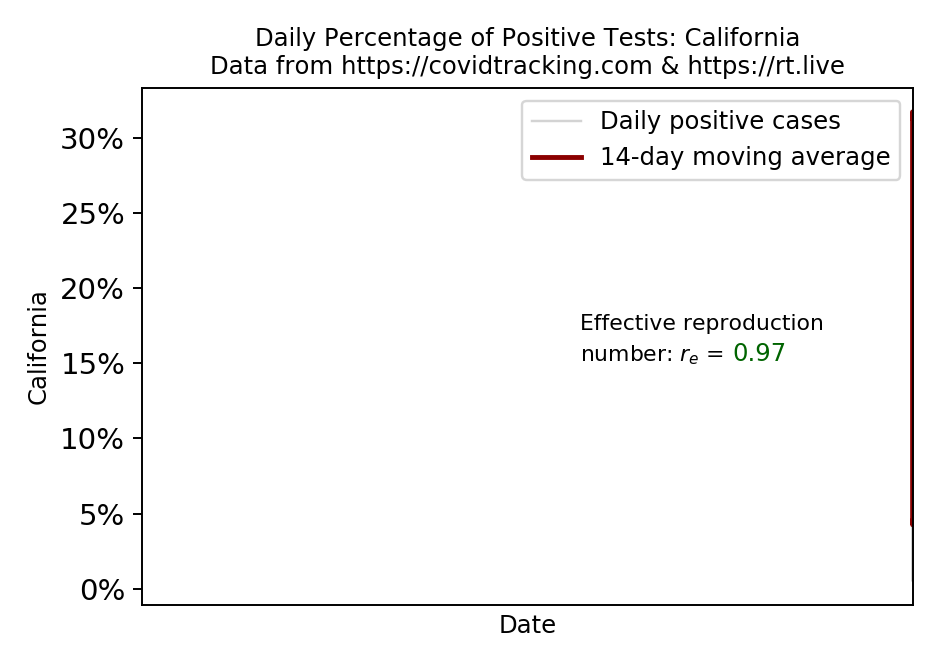 Daily Percentage of Positive Tests: California
Data from https://covidtracking.com & https://rt.live
Daily positive cases
14-day moving average
30%
25%
20%
15%
10%
5%
0%
California
Effective reproduction
number: rₑ = 0.97
Date